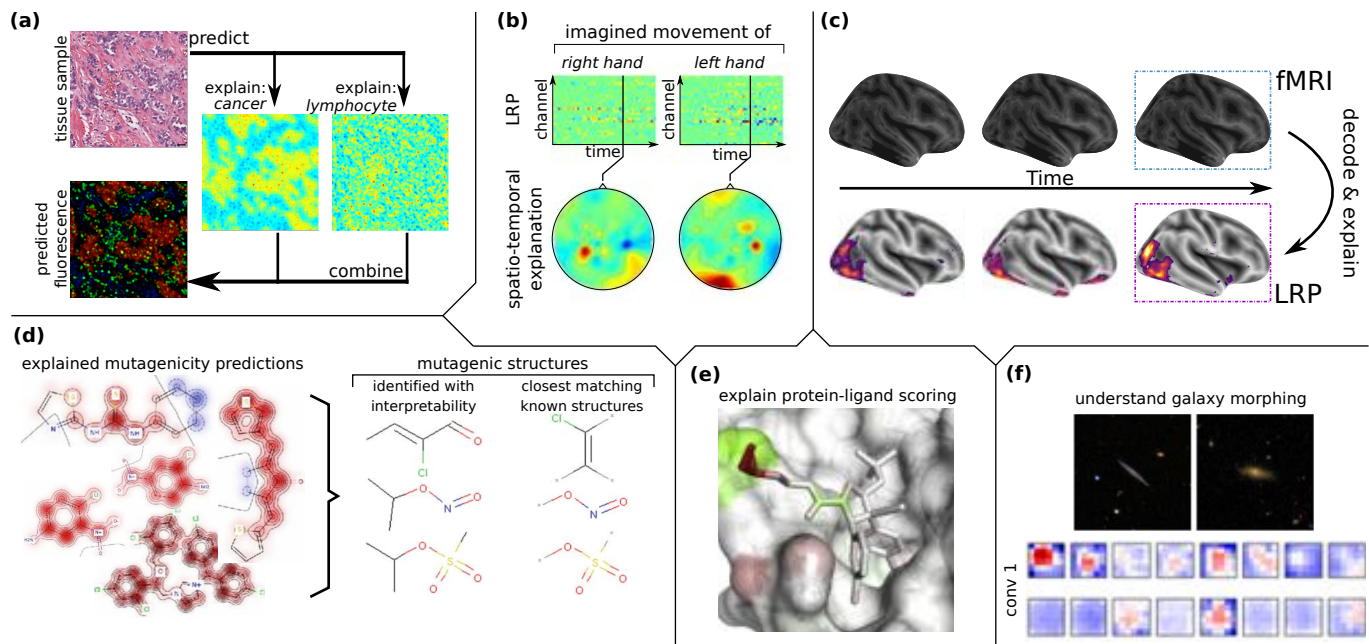 (a)
tissue sample
predict
explain:
cancer
explain:
lymphocyte
predicted
fluorescence
combine
(b)
imagined movement of
right hand
left hand
LRP
channel
channel
time
time
spatio-temporal
explanation
(c)
fMRI
Time
decode & explain
LRP
(d)
explained mutagenicity predictions
mutagenic structures
identified with
interpretability
closest matching
known structures
Cl
Cl
O
O
N
O
O
N
O
O
S
O
O
O
S
O
O
(e)
explain protein-ligand scoring
(f)
understand galaxy morphing
conv 1